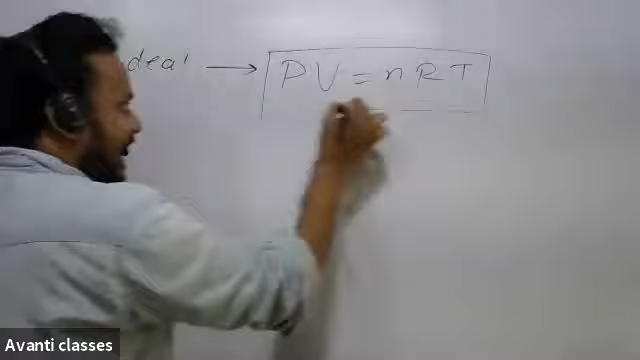 deal → PV = nRT
Avanti classes